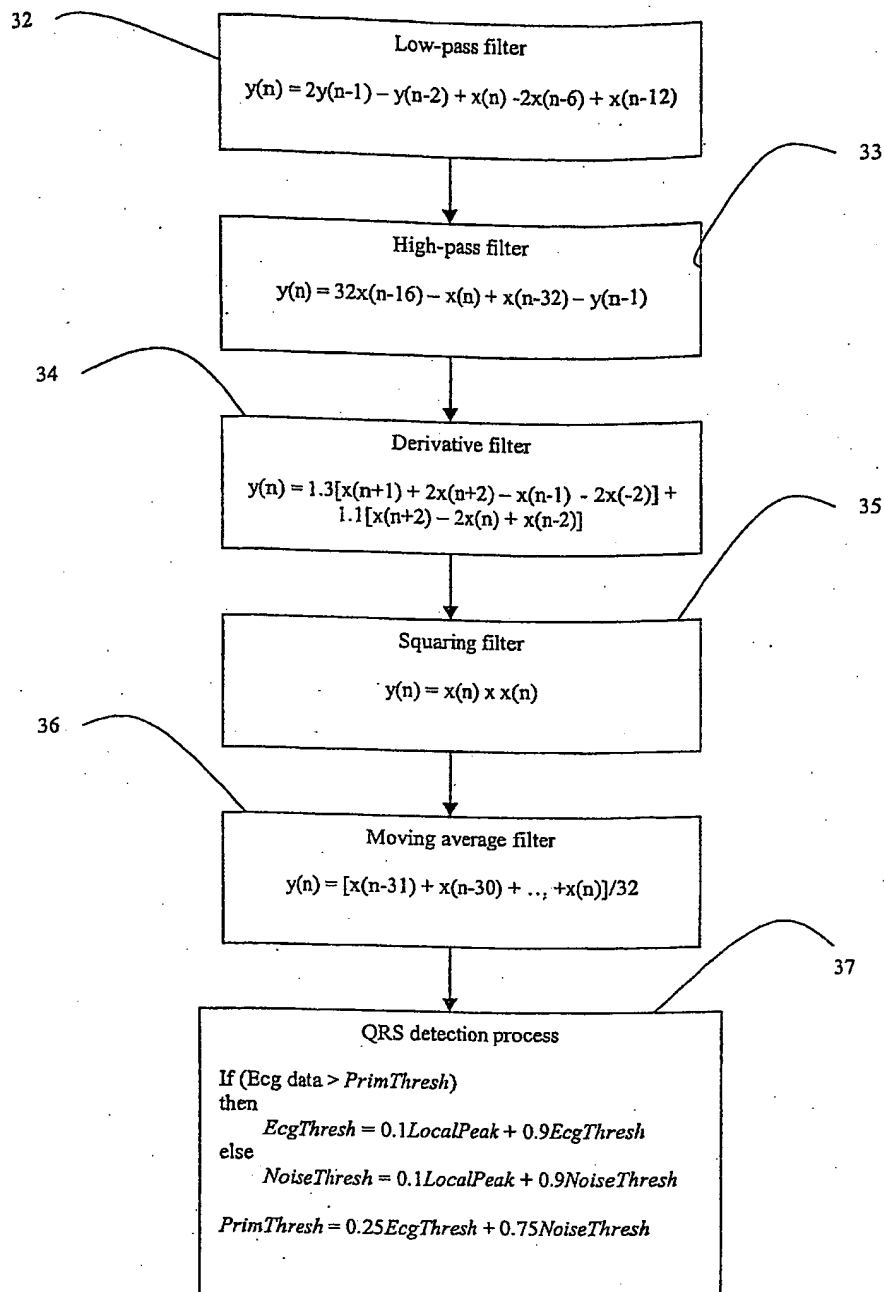 32
Low-pass filter
y(n) = 2y(n-1) – y(n-2) + x(n) -2x(n-6) + x(n-12)
33
High-pass filter
y(n) = 32x(n-16) – x(n) + x(n-32) – y(n-1)
34
Derivative filter
y(n) = 1.3[x(n+1) + 2x(n+2) – x(n-1) - 2x(-2)] +
1.1[x(n+2) – 2x(n) + x(n-2)]
35
Squaring filter
y(n) = x(n) x x(n)
36
Moving average filter
y(n) = [x(n-31) + x(n-30) + .., +x(n)]/32
37
QRS detection process
If (Ecg data > PrimThresh)
then
EcgThresh = 0.1LocalPeak + 0.9EcgThresh
else
NoiseThresh = 0.1LocalPeak + 0.9NoiseThresh
PrimThresh = 0.25EcgThresh + 0.75NoiseThresh